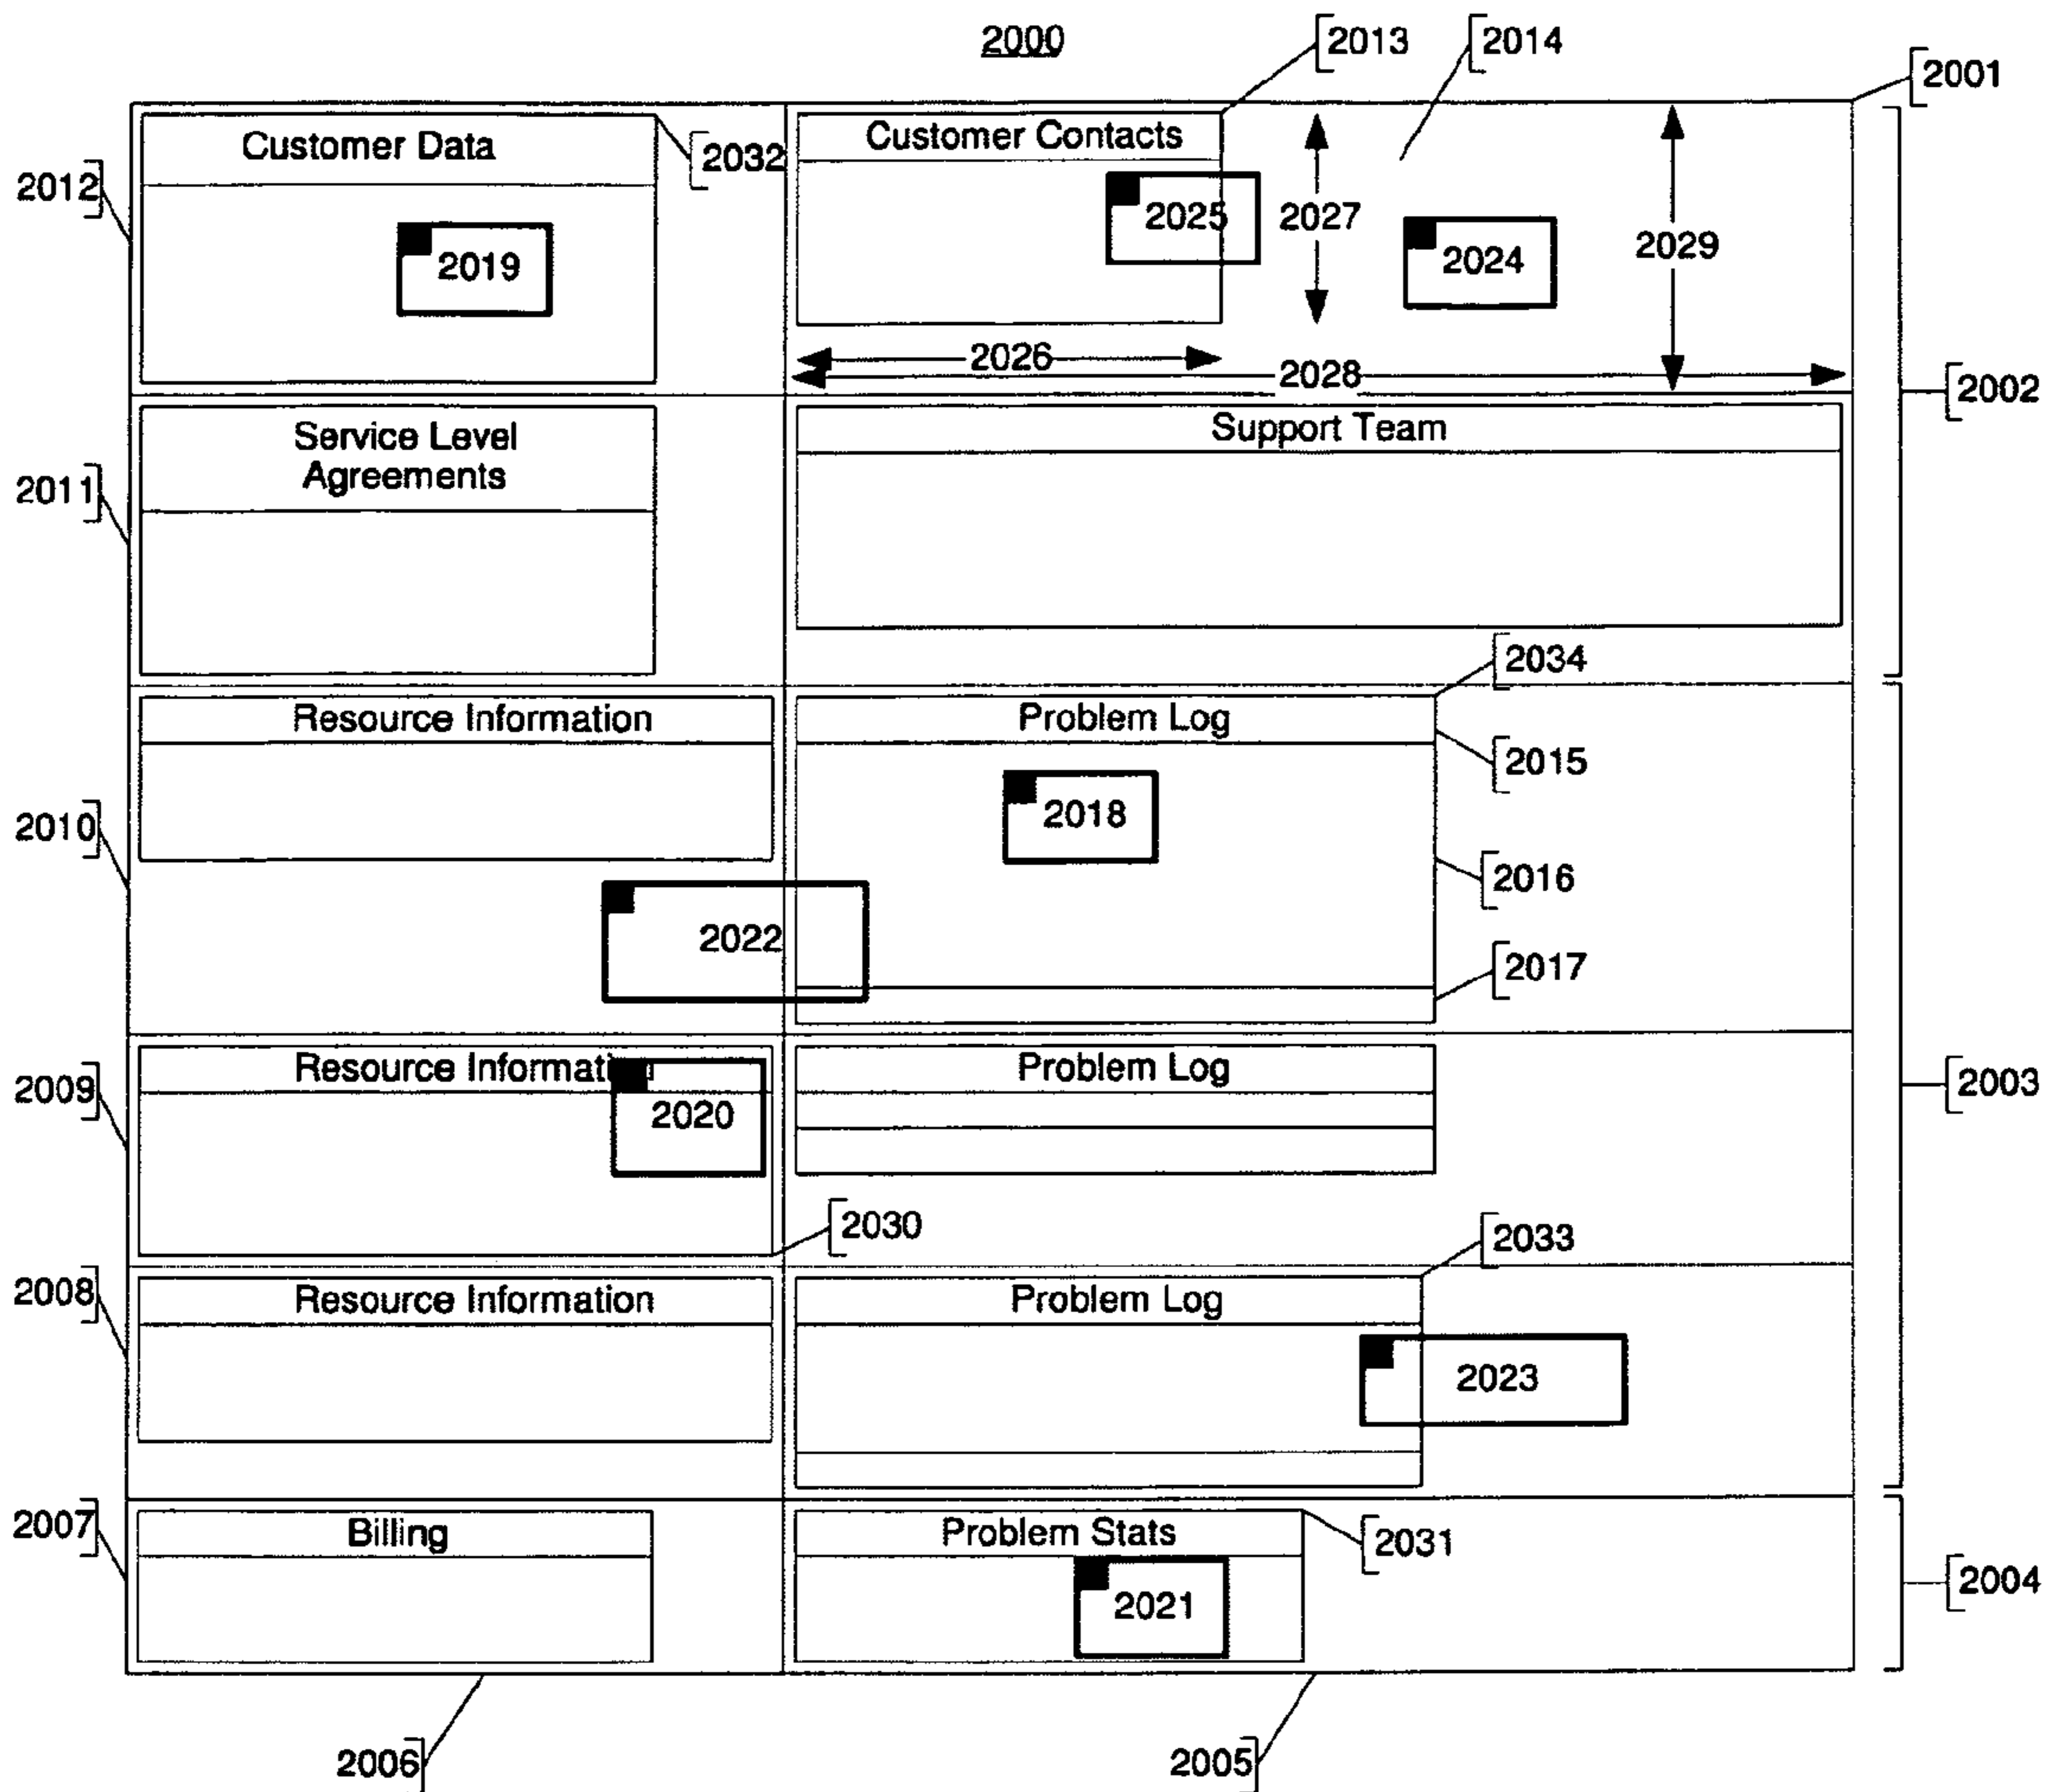 2000
2013
2014
2001
Customer Data
2032
Customer Contacts
2012
2025
2027
2024
2029
2019
2026
2028
2002
Service Level
Agreements
Support Team
2011
2034
Resource Information
Problem Log
2015
2018
2010
2016
2022
2017
Resource Informati
Problem Log
2009
2020
2003
2030
2033
2008
Resource Information
Problem Log
2023
2007
Billing
Problem Stats
2031
2021
2004
2006
2005